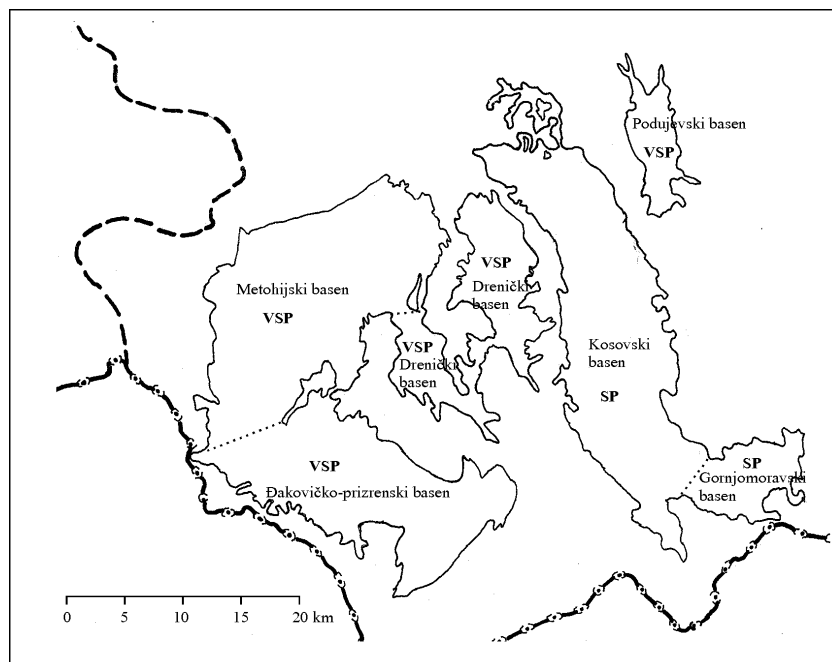 Podujevski basen
VSP
VSP
Drenički
basen
Metohijski basen
VSP
VSP
Drenički
basen
Kosovski
basen
SP
VSP
Đakovičko-prizrenski basen
SP
Gornjomoravski
basen
0 5 10 15 20 km